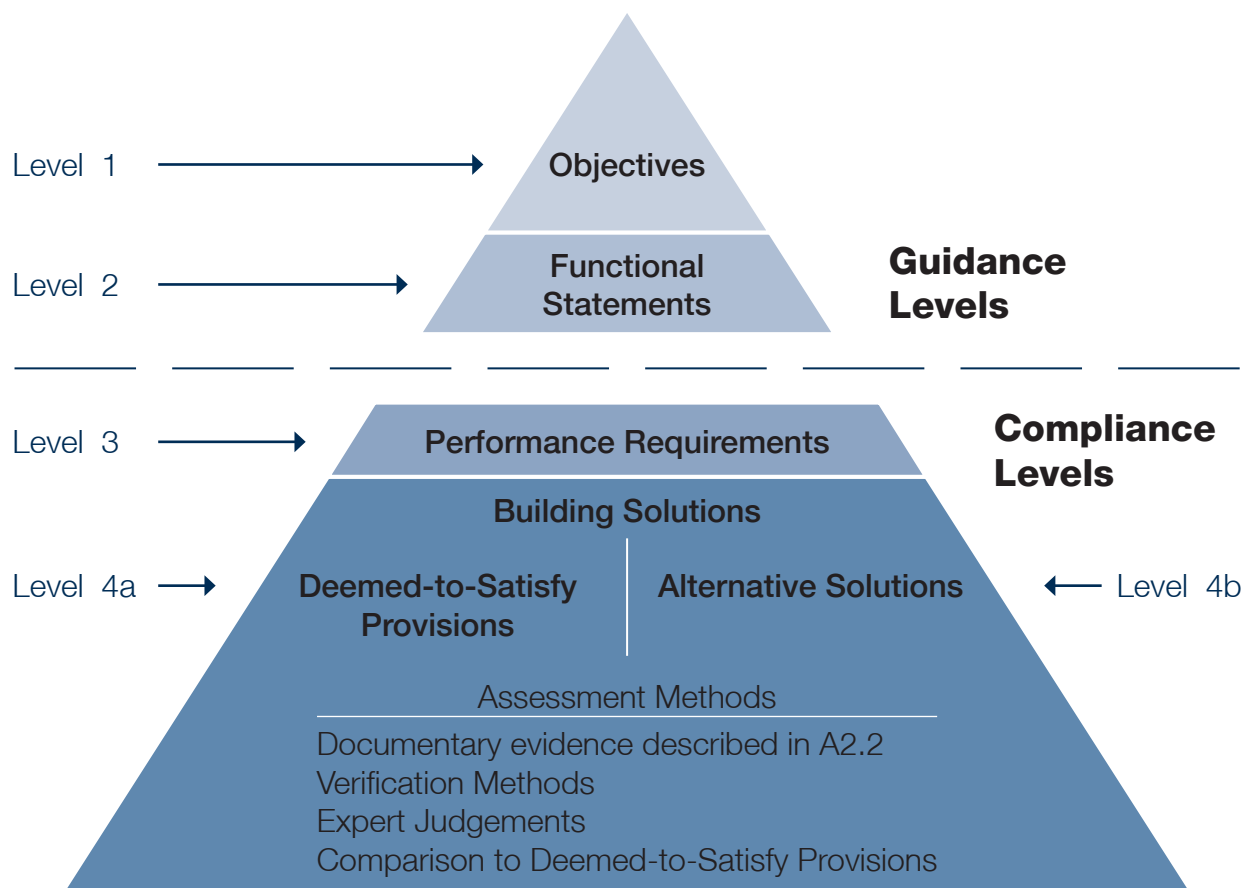 Level 1
Objectives
Level 2
Functional
Statements
Guidance
Levels
Level 3
Performance Requirements
Compliance
Levels
Building Solutions
Level 4a
Deemed-to-Satisfy
Provisions
Alternative Solutions
Level 4b
Assessment Methods
Documentary evidence described in A2.2
Verification Methods
Expert Judgements
Comparison to Deemed-to-Satisfy Provisions